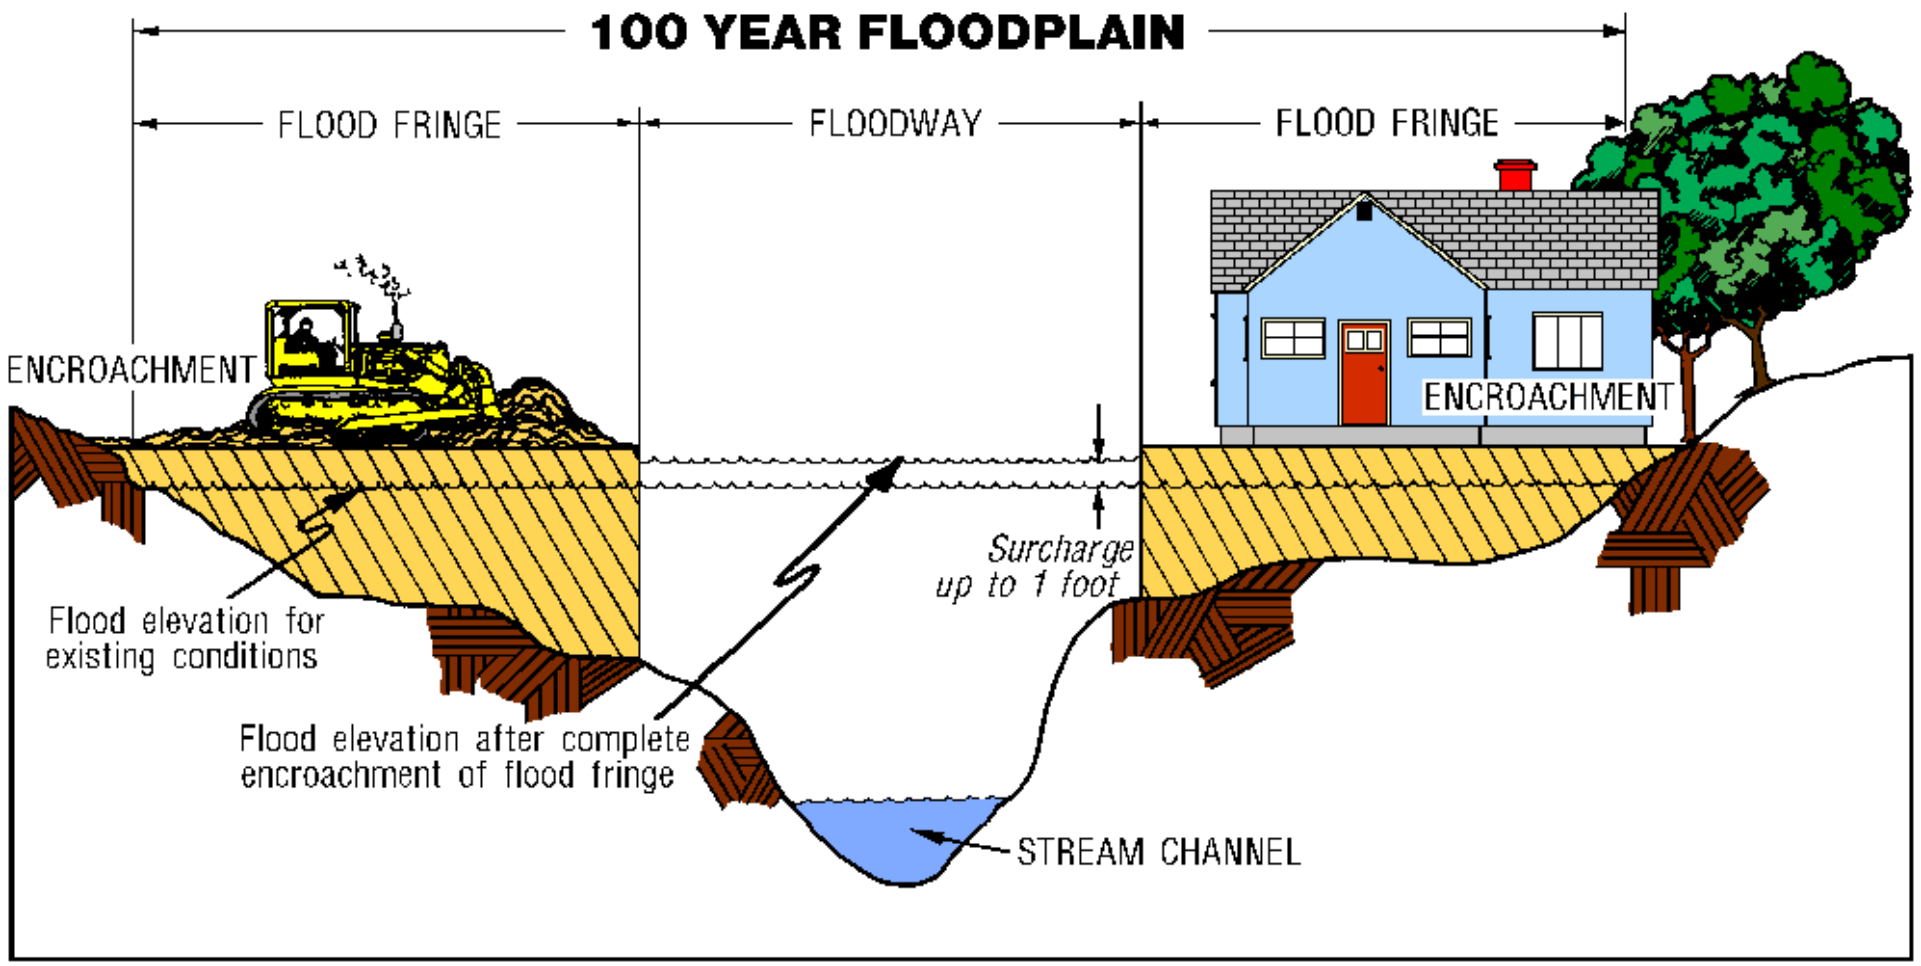 100 YEAR FLOODPLAIN
FLOOD FRINGE
FLOODWAY
FLOOD FRINGE
ENCROACHMENT
ENCROACHMENT
Surcharge
up to 1 foot
Flood elevation for
existing conditions
Flood elevation after complete
encroachment of flood fringe
STREAM CHANNEL